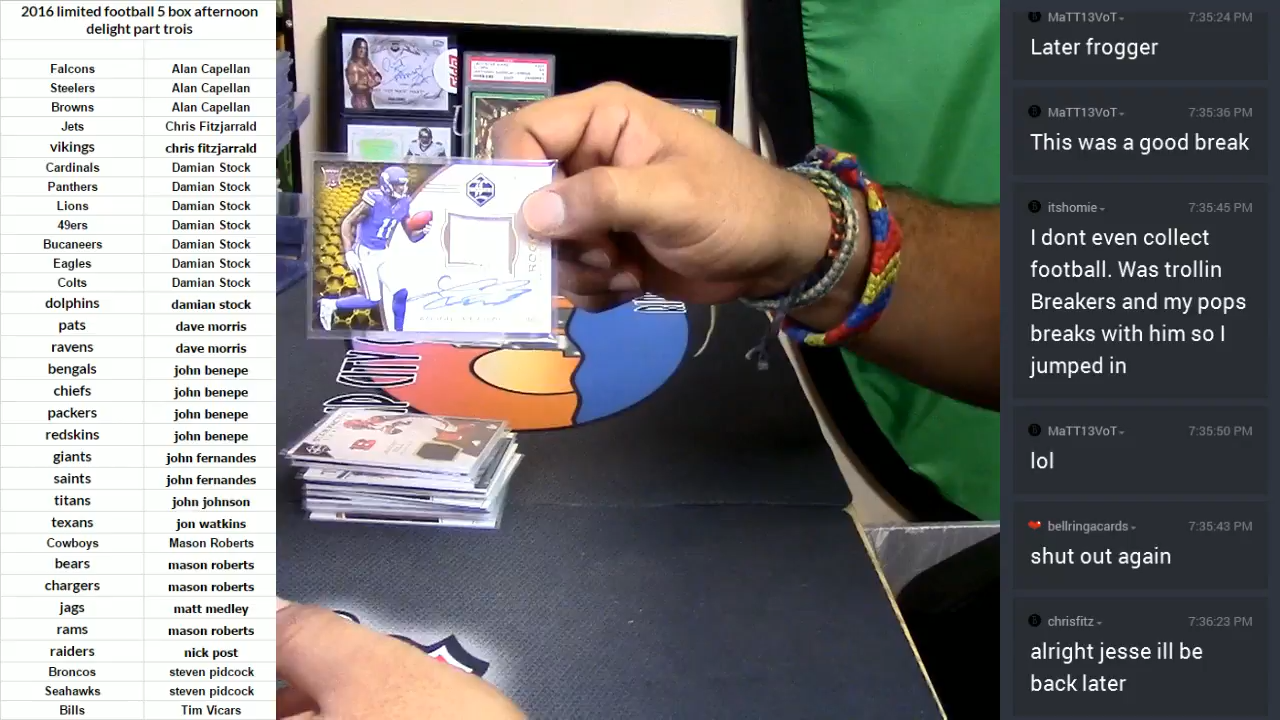 2016 limited football 5 box afternoon
delight part trois
Falcons Alan Capellan
Steelers Alan Capellan
Browns Alan Capellan
Jets Chris Fitzjarrald
vikings chris fitzjarrald
Cardinals Damian Stock
Panthers Damian Stock
Lions Damian Stock
49ers Damian Stock
Bucaneers Damian Stock
Eagles Damian Stock
Colts Damian Stock
dolphins damian stock
pats dave morris
ravens dave morris
bengals john benepe
chiefs john benepe
packers john benepe
redskins john benepe
giants john fernandes
saints john fernandes
titans john johnson
texans jon watkins
Cowboys Mason Roberts
bears mason roberts
chargers mason roberts
jags matt medley
rams mason roberts
raiders nick post
Broncos steven pidcock
Seahawks steven pidcock
Bills Tim Vicars
11
CITY
MaTT13VoT 7:35:24 PM
Later frogger
MaTT13VoT 7:35:36 PM
This was a good break
itshomie 7:35:45 PM
I dont even collect
football. Was trollin
Breakers and my pops
breaks with him so I
jumped in
MaTT13VoT 7:35:50 PM
lol
bellringacards 7:35:43 PM
shut out again
chrisfitz 7:36:23 PM
alright jesse ill be
back later